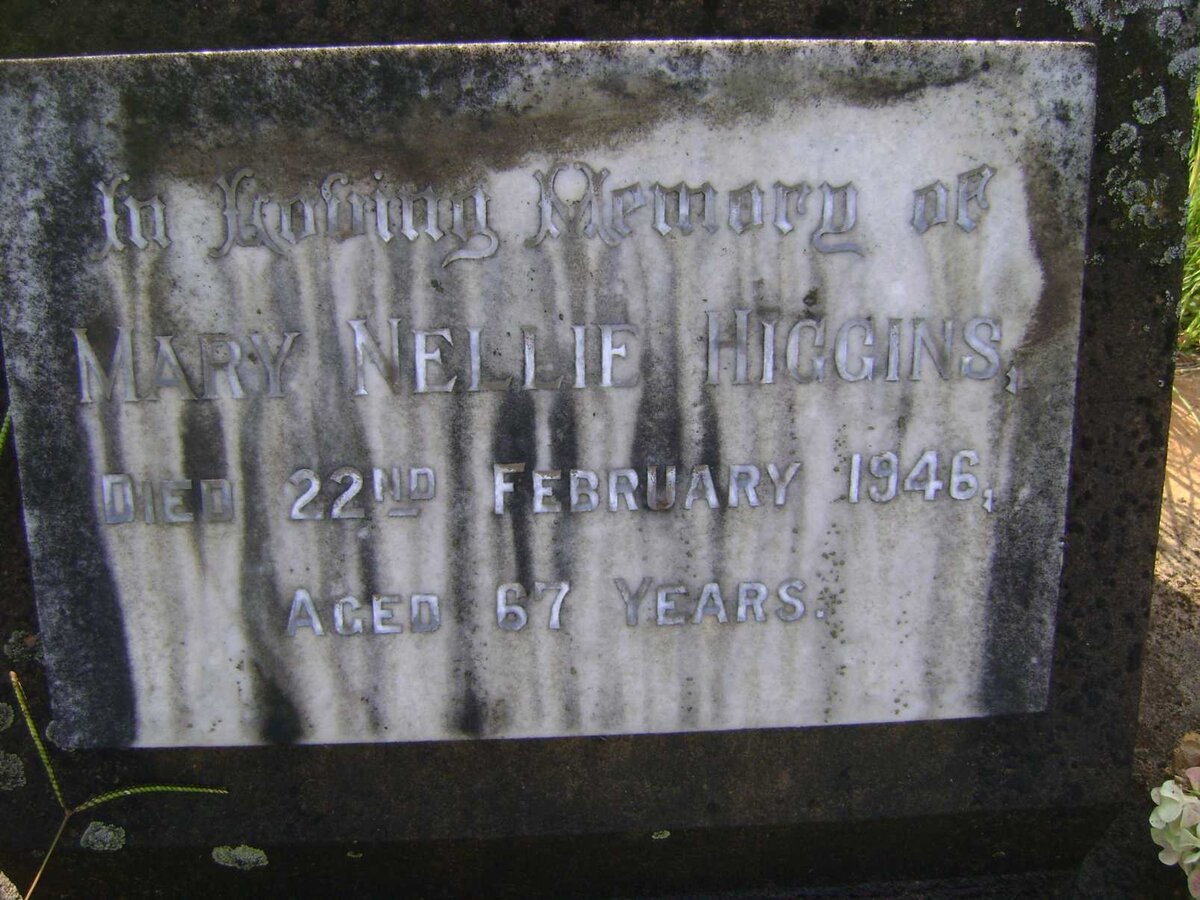 In Loving Memory of
Mary Nellie Higgins,
Died 22nd February 1946,
Aged 67 Years.